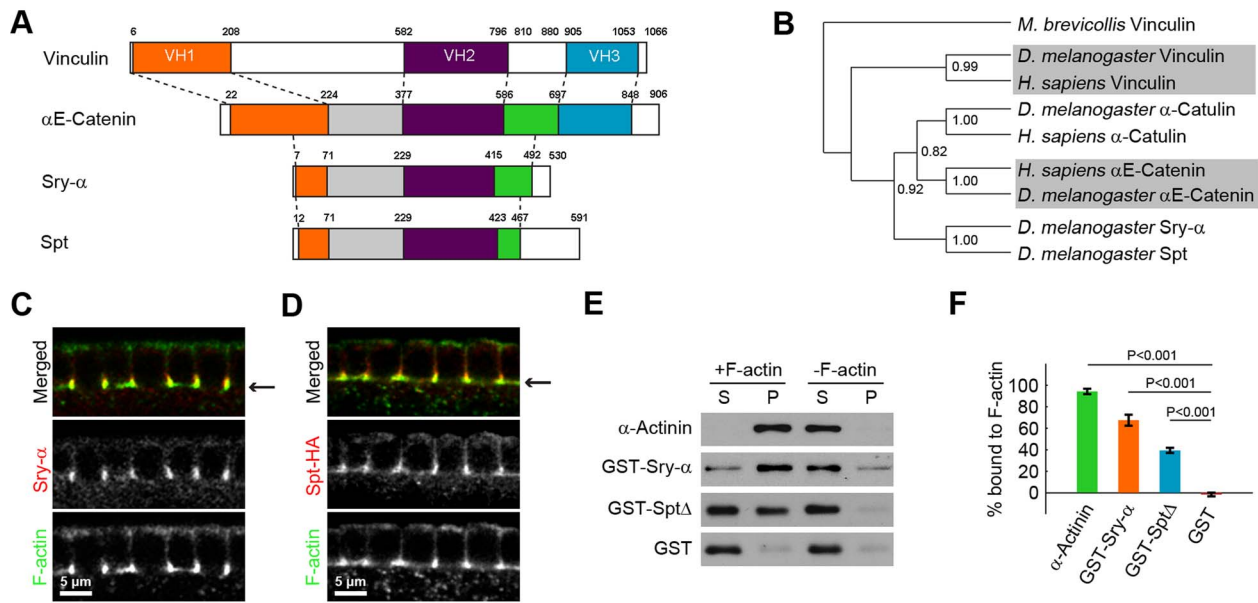 A
6 208 582 796 810 880 905 1053 1066
Vinculin VH1 VH2 VH3
22 224 377 586 697 848 906
αE-Catenin
7 71 229 415 492 530
Sry-α
12 71 229 423 467 591
Spt
B
M. brevicollis Vinculin
D. melanogaster Vinculin
0.99
H. sapiens Vinculin
D. melanogaster α-Catulin
1.00
H. sapiens α-Catulin
0.82
H. sapiens αE-Catenin
0.92 1.00
D. melanogaster αE-Catenin
D. melanogaster Sry-α
1.00
D. melanogaster Spt
C
Merged
Sry-α
F-actin
5 µm
D
Merged
Spt-HA
F-actin
5 µm
E
+F-actin -F-actin
S P S P
α-Actinin
GST-Sry-α
GST-SptΔ
GST
F
P<0.001
P<0.001
P<0.001
% bound to F-actin
100
80
60
40
20
0
α-Actinin
GST-Sry-α
GST-SptΔ
GST